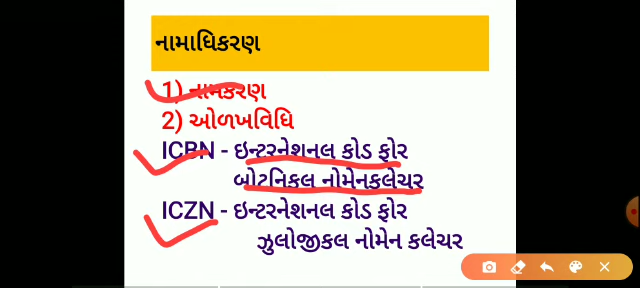 નામાધિકરણ
1) નામકરણ
2) ઓળખવિધિ
ICBN - ઇન્ટરનેશનલ કોડ ફોર
બોટનિકલ નોમેનકલેચર
ICZN - ઇન્ટરનેશનલ કોડ ફોર
ઝુલોજીકલ નોમેન કલેચર